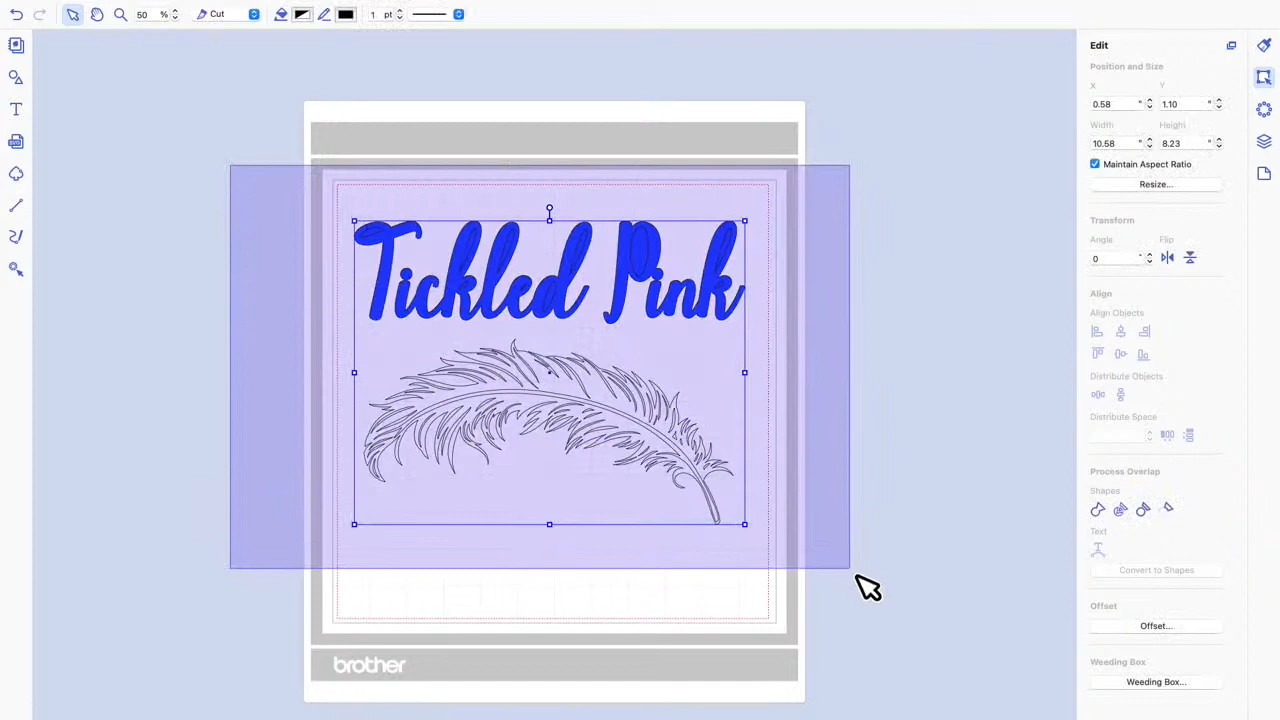 50 %
Cut
1 pt
Edit
Position and Size
X Y
0.58 " 1.10 "
Width Height
10.58 " 8.23 "
Maintain Aspect Ratio
Resize...
Transform
Angle Flip
0 °
Align
Align Objects
Distribute Objects
Distribute Space
Process Overlap
Shapes
Text
Convert to Shapes
Offset
Offset...
Weeding Box
Weeding Box...
Tickled Pink
brother